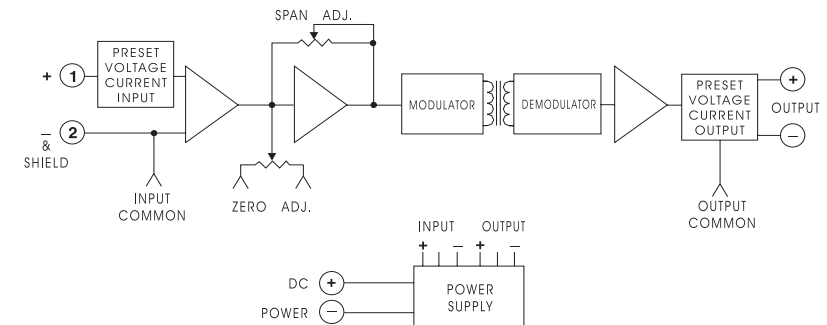 SPAN ADJ.
+ 1
PRESET
VOLTAGE
CURRENT
INPUT
− 2
&
SHIELD
INPUT
COMMON
ZERO ADJ.
MODULATOR
DEMODULATOR
PRESET
VOLTAGE
CURRENT
OUTPUT
+
OUTPUT
−
OUTPUT
COMMON
INPUT OUTPUT
+ − + −
DC +
POWER −
POWER
SUPPLY